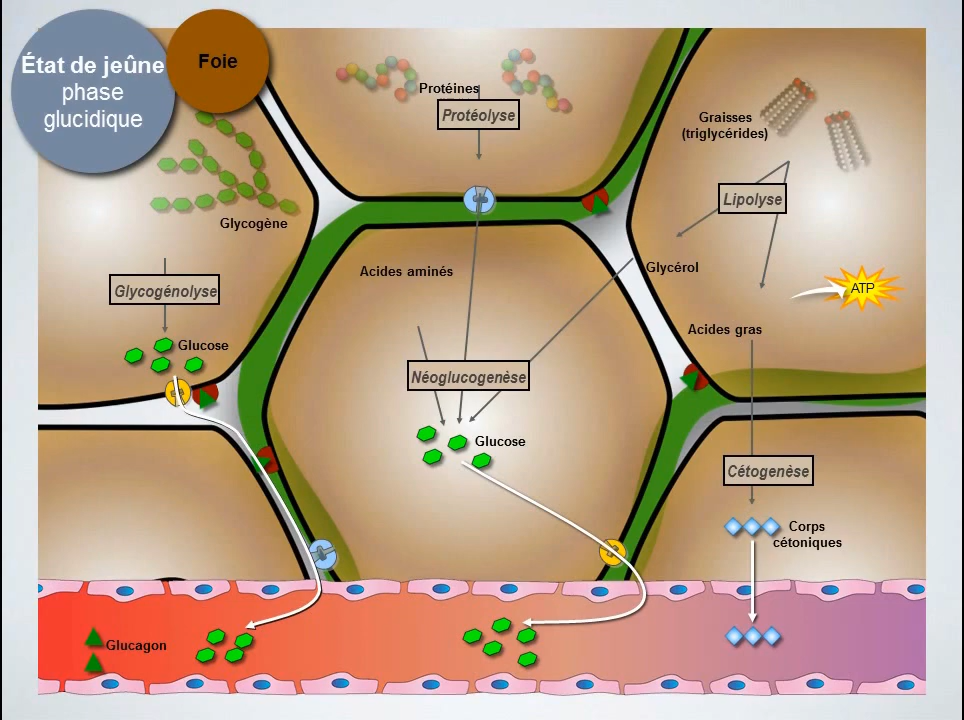 État de jeûne
phase
glucidique
Foie
Protéines
Protéolyse
Graisses
(triglycérides)
Lipolyse
Glycogène
Glycogénolyse
Glucose
Acides aminés
Glycérol
ATP
Acides gras
Néoglucogenèse
Glucose
Cétogenèse
Corps
cétoniques
Glucagon